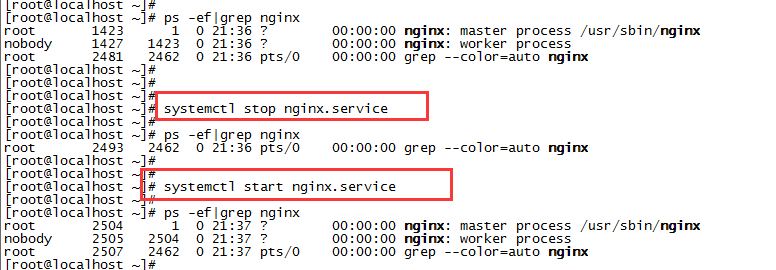 [root@localhost ~]#
[root@localhost ~]# ps -ef|grep nginx
root 1423 1 0 21:36 ? 00:00:00 nginx: master process /usr/sbin/nginx
nobody 1427 1423 0 21:36 ? 00:00:00 nginx: worker process
root 2481 2462 0 21:36 pts/0 00:00:00 grep --color=auto nginx
[root@localhost ~]#
[root@localhost ~]#
[root@localhost ~]#
[root@localhost ~]# systemctl stop nginx.service
[root@localhost ~]#
[root@localhost ~]# ps -ef|grep nginx
root 2493 2462 0 21:36 pts/0 00:00:00 grep --color=auto nginx
[root@localhost ~]#
[root@localhost ~]#
[root@localhost ~]# systemctl start nginx.service
[root@localhost ~]#
[root@localhost ~]# ps -ef|grep nginx
root 2504 1 0 21:37 ? 00:00:00 nginx: master process /usr/sbin/nginx
nobody 2505 2504 0 21:37 ? 00:00:00 nginx: worker process
root 2507 2462 0 21:37 pts/0 00:00:00 grep --color=auto nginx
[root@localhost ~]#